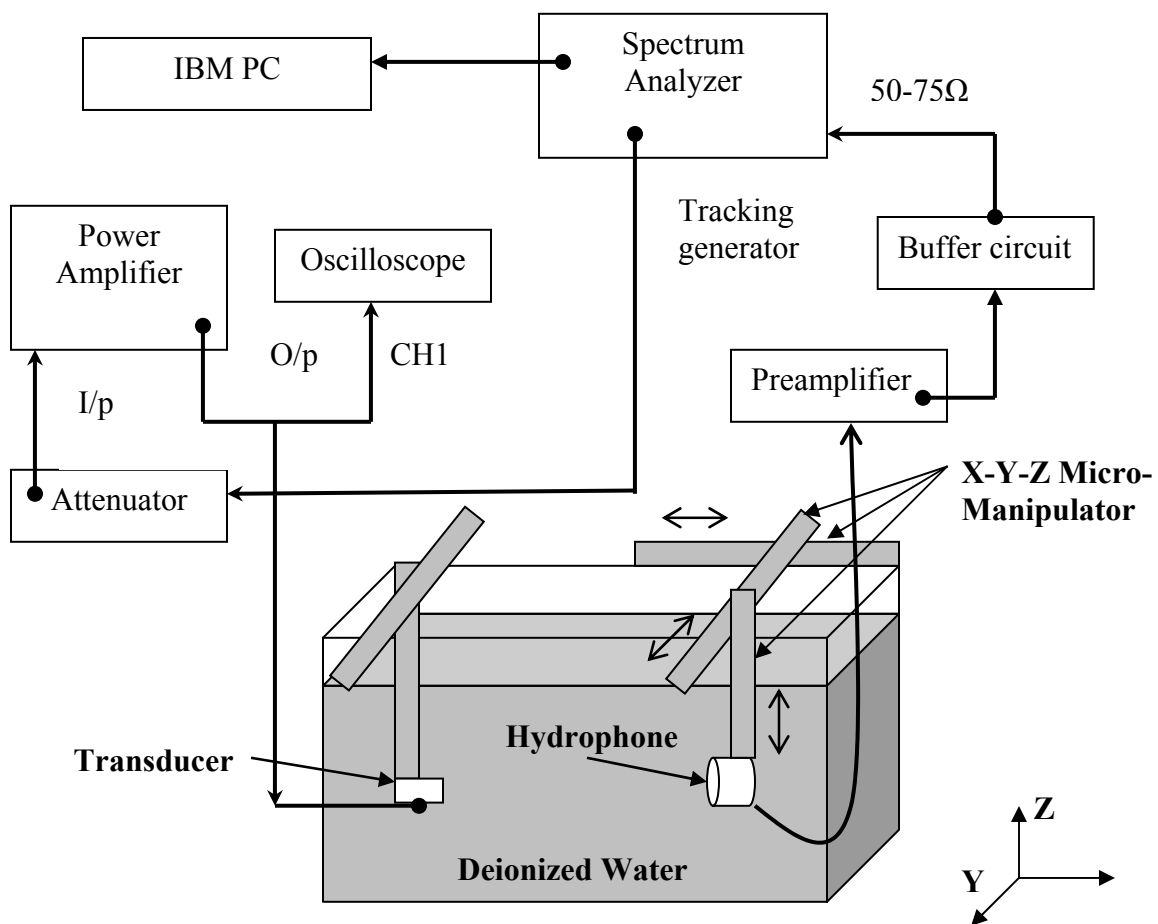 IBM PC
Spectrum
Analyzer
50-75Ω
Power
Amplifier
Oscilloscope
Tracking
generator
Buffer circuit
O/p
CH1
I/p
Preamplifier
Attenuator
X-Y-Z Micro-
Manipulator
Transducer
Hydrophone
Deionized Water
Z
Y